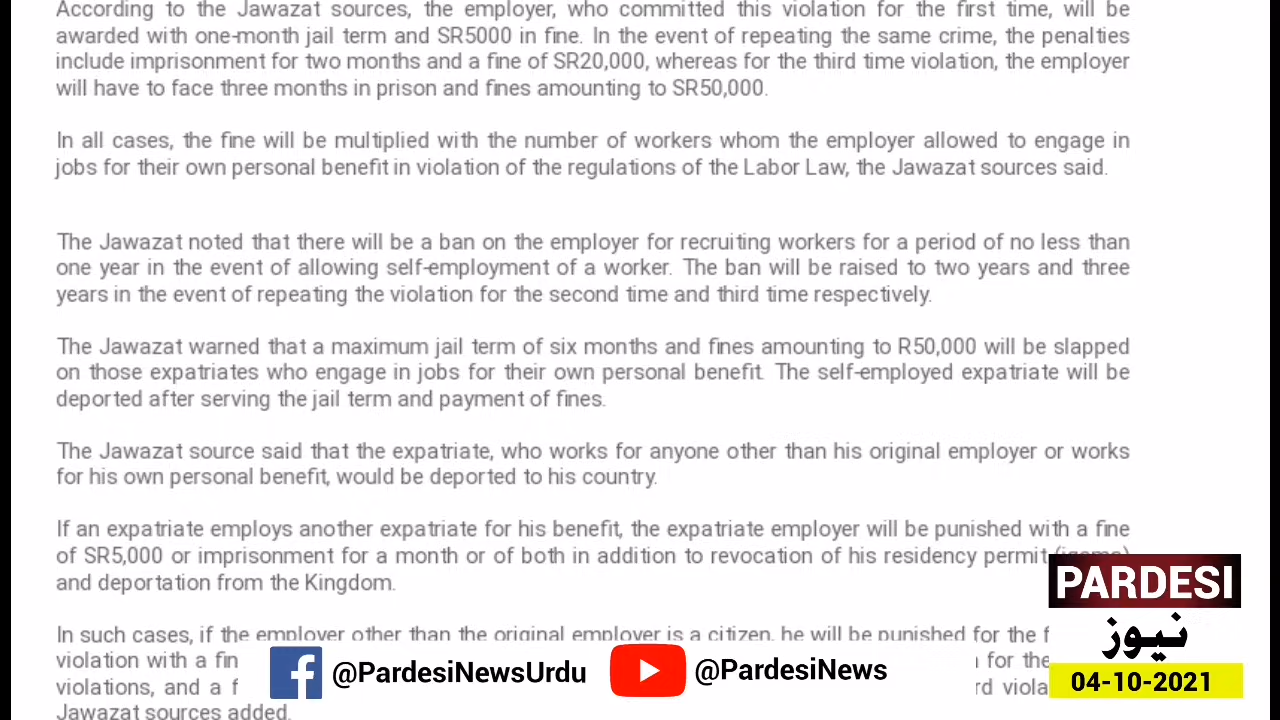 According to the Jawazat sources, the employer, who committed this violation for the first time, will be
awarded with one-month jail term and SR5000 in fine. In the event of repeating the same crime, the penalties
include imprisonment for two months and a fine of SR20,000, whereas for the third time violation, the employer
will have to face three months in prison and fines amounting to SR50,000.
In all cases, the fine will be multiplied with the number of workers whom the employer allowed to engage in
jobs for their own personal benefit in violation of the regulations of the Labor Law, the Jawazat sources said.
The Jawazat noted that there will be a ban on the employer for recruiting workers for a period of no less than
one year in the event of allowing self-employment of a worker. The ban will be raised to two years and three
years in the event of repeating the violation for the second time and third time respectively.
The Jawazat warned that a maximum jail term of six months and fines amounting to R50,000 will be slapped
on those expatriates who engage in jobs for their own personal benefit. The self-employed expatriate will be
deported after serving the jail term and payment of fines.
The Jawazat source said that the expatriate, who works for anyone other than his original employer or works
for his own personal benefit, would be deported to his country.
If an expatriate employs another expatriate for his benefit, the expatriate employer will be punished with a fine
of SR5,000 or imprisonment for a month or of both in addition to revocation of his residency permit
and deportation from the Kingdom.
In such cases, if the employer other than the original employer is a citizen, he will be punished for the
violation with a for the
violations, and a
Jawazat sources added.
@PardesiNewsUrdu
@PardesiNews
PARDESI
نیوز
04-10-2021